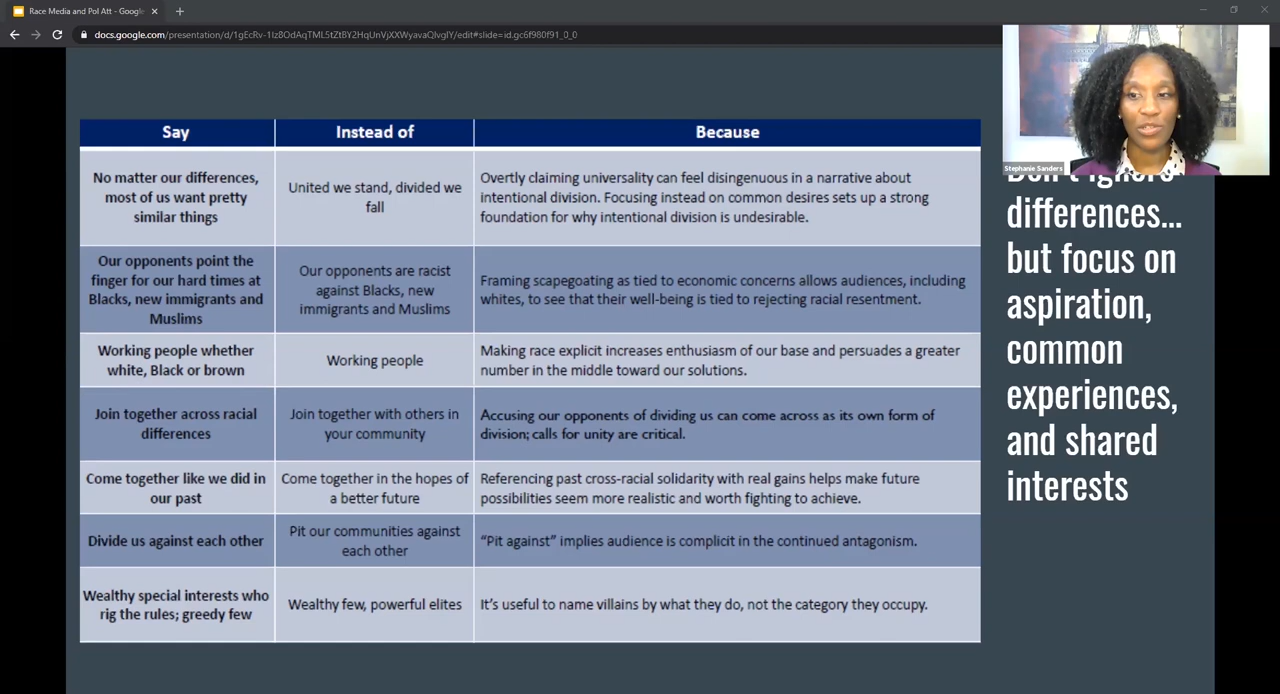 Race Media and Pol Att - Google
docs.google.com/presentation/d/1gEcRv-1Iz8OdAqTML5tZtBY2HqUnVjXXWyavaQlvgIY/edit#slide=id.gc6f980f91_0_0
Stephanie Sanders
Say
Instead of
Because
No matter our differences,
most of us want pretty
similar things
United we stand, divided we
fall
Overtly claiming universality can feel disingenuous in a narrative about
intentional division. Focusing instead on common desires sets up a strong
foundation for why intentional division is undesirable.
Our opponents point the
finger for our hard times at
Blacks, new immigrants and
Muslims
Our opponents are racist
against Blacks, new
immigrants and Muslims
Framing scapegoating as tied to economic concerns allows audiences, including
whites, to see that their well-being is tied to rejecting racial resentment.
Working people whether
white, Black or brown
Working people
Making race explicit increases enthusiasm of our base and persuades a greater
number in the middle toward our solutions.
Join together across racial
differences
Join together with others in
your community
Accusing our opponents of dividing us can come across as its own form of
division; calls for unity are critical.
Come together like we did in
our past
Come together in the hopes of
a better future
Referencing past cross-racial solidarity with real gains helps make future
possibilities seem more realistic and worth fighting to achieve.
Divide us against each other
Pit our communities against
each other
“Pit against” implies audience is complicit in the continued antagonism.
Wealthy special interests who
rig the rules; greedy few
Wealthy few, powerful elites
It’s useful to name villains by what they do, not the category they occupy.
Don't ignore
differences...
but focus on
aspiration,
common
experiences,
and shared
interests